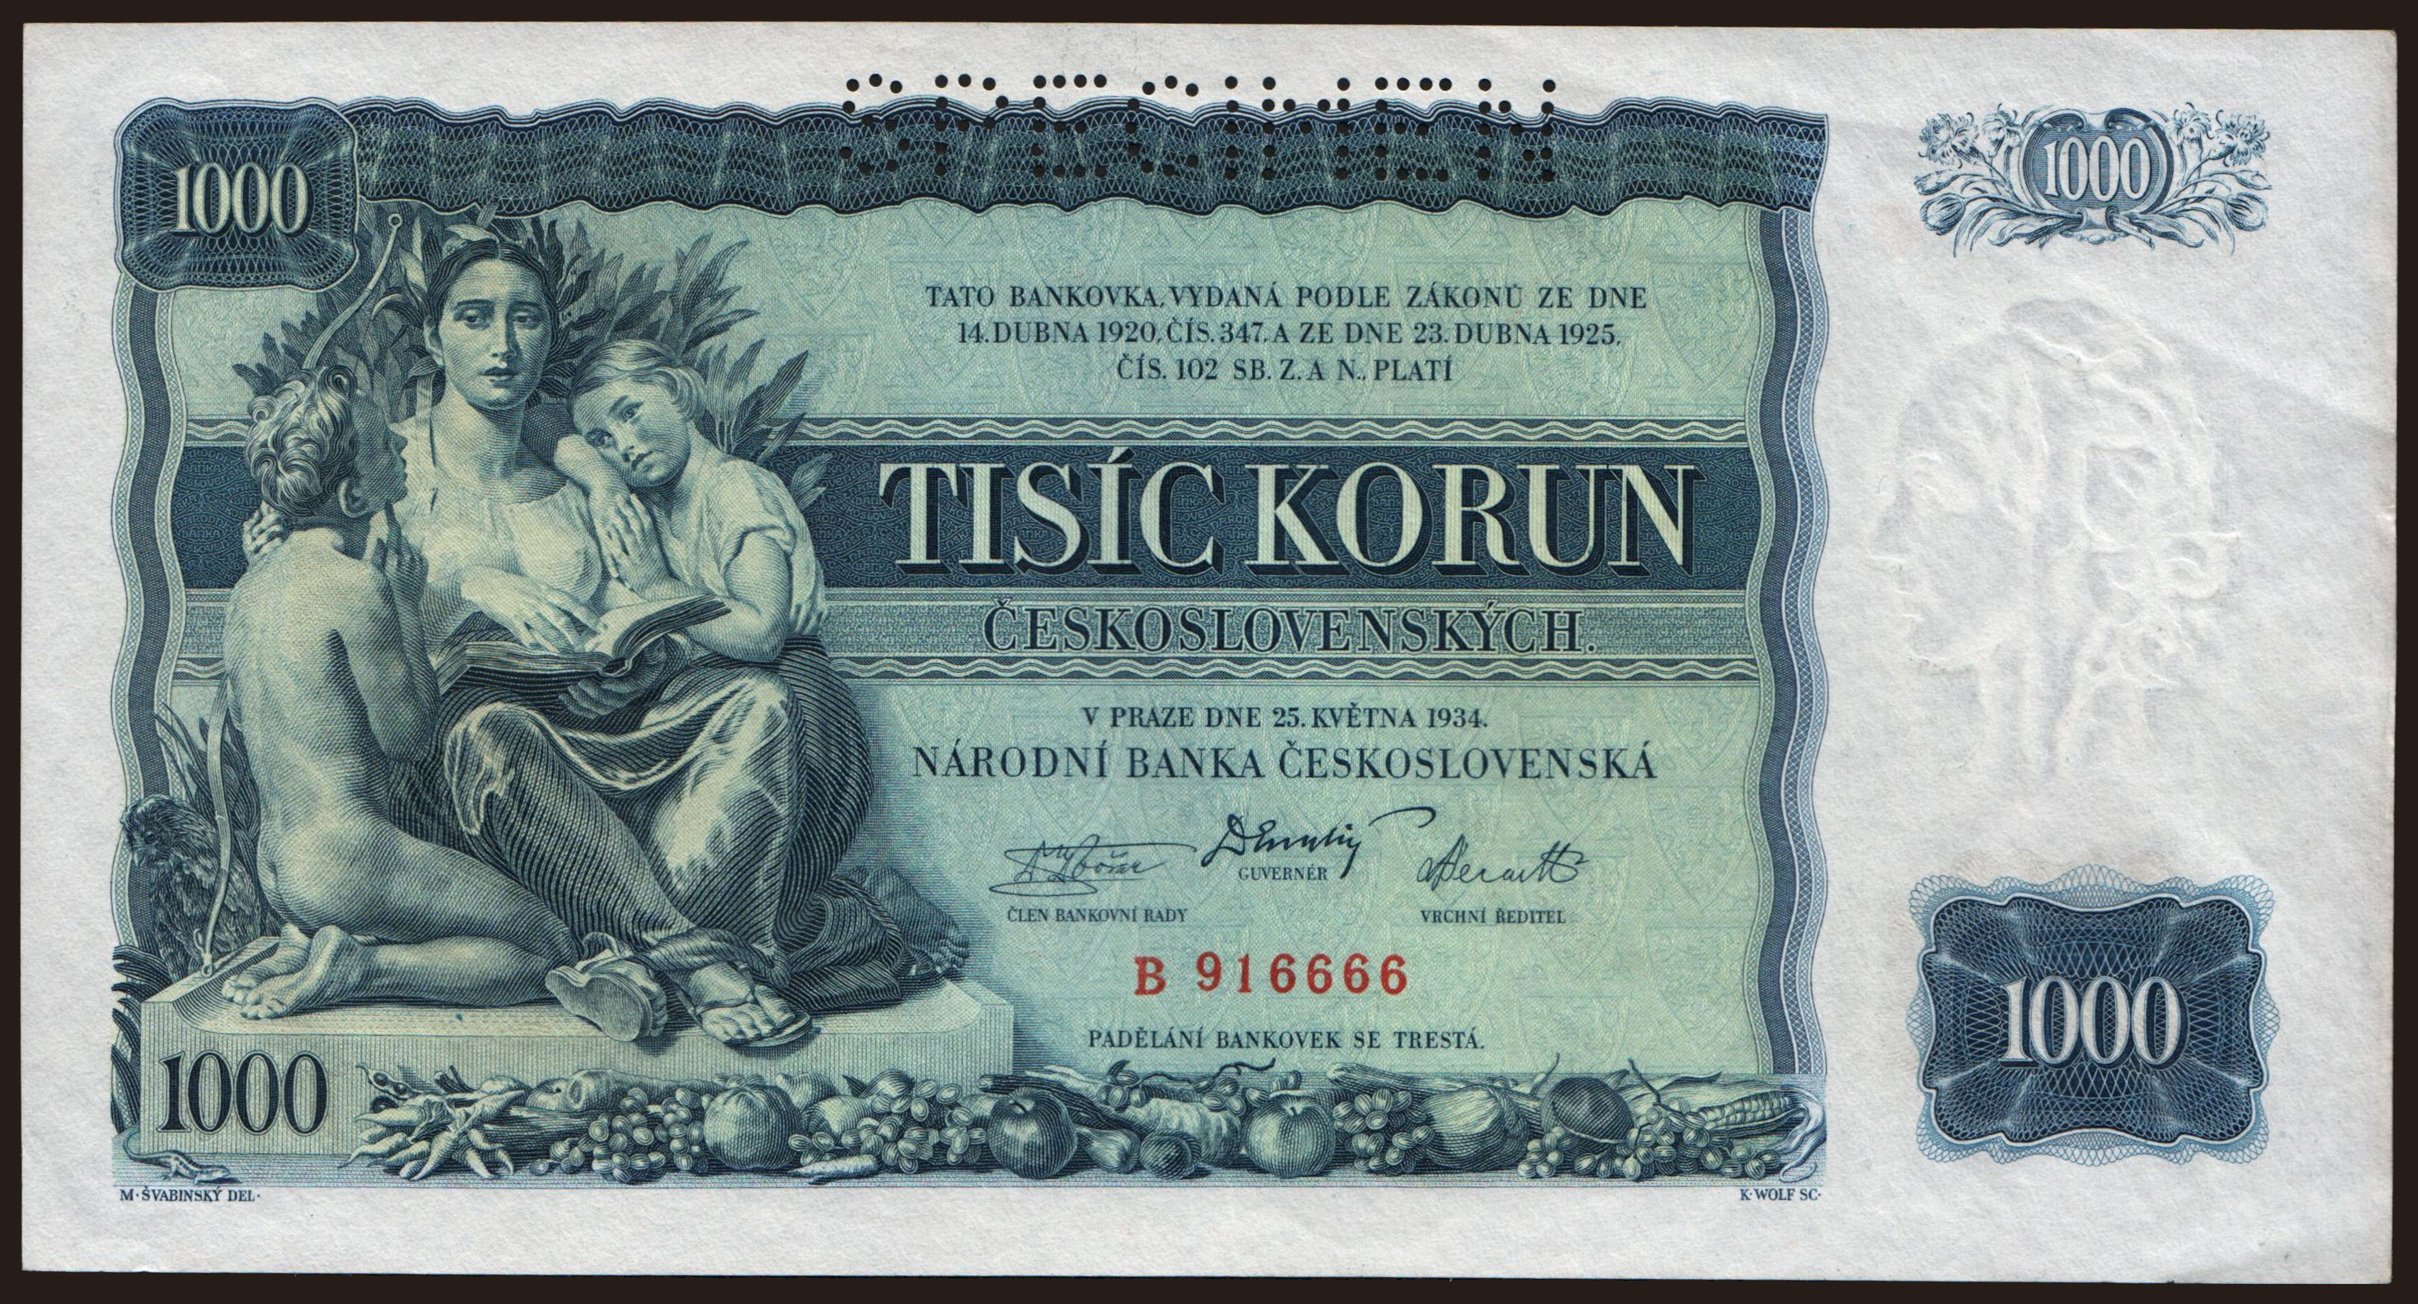 SPECIMEN
1000
1000
TATO BANKOVKA, VYDANÁ PODLE ZÁKONŮ ZE DNE
14. DUBNA 1920, ČÍS. 347. A ZE DNE 23. DUBNA 1925,
ČÍS. 102 SB. Z. A N., PLATÍ
TISÍC KORUN
ČESKOSLOVENSKÝCH.
V PRAZE DNE 25. KVĚTNA 1934.
NÁRODNÍ BANKA ČESKOSLOVENSKÁ
GUVERNÉR
ČLEN BANKOVNÍ RADY
VRCHNÍ ŘEDITEL
B 916666
PADĚLÁNÍ BANKOVEK SE TRESTÁ.
1000
1000
M·ŠVABINSKÝ DEL·
K·WOLF SC·